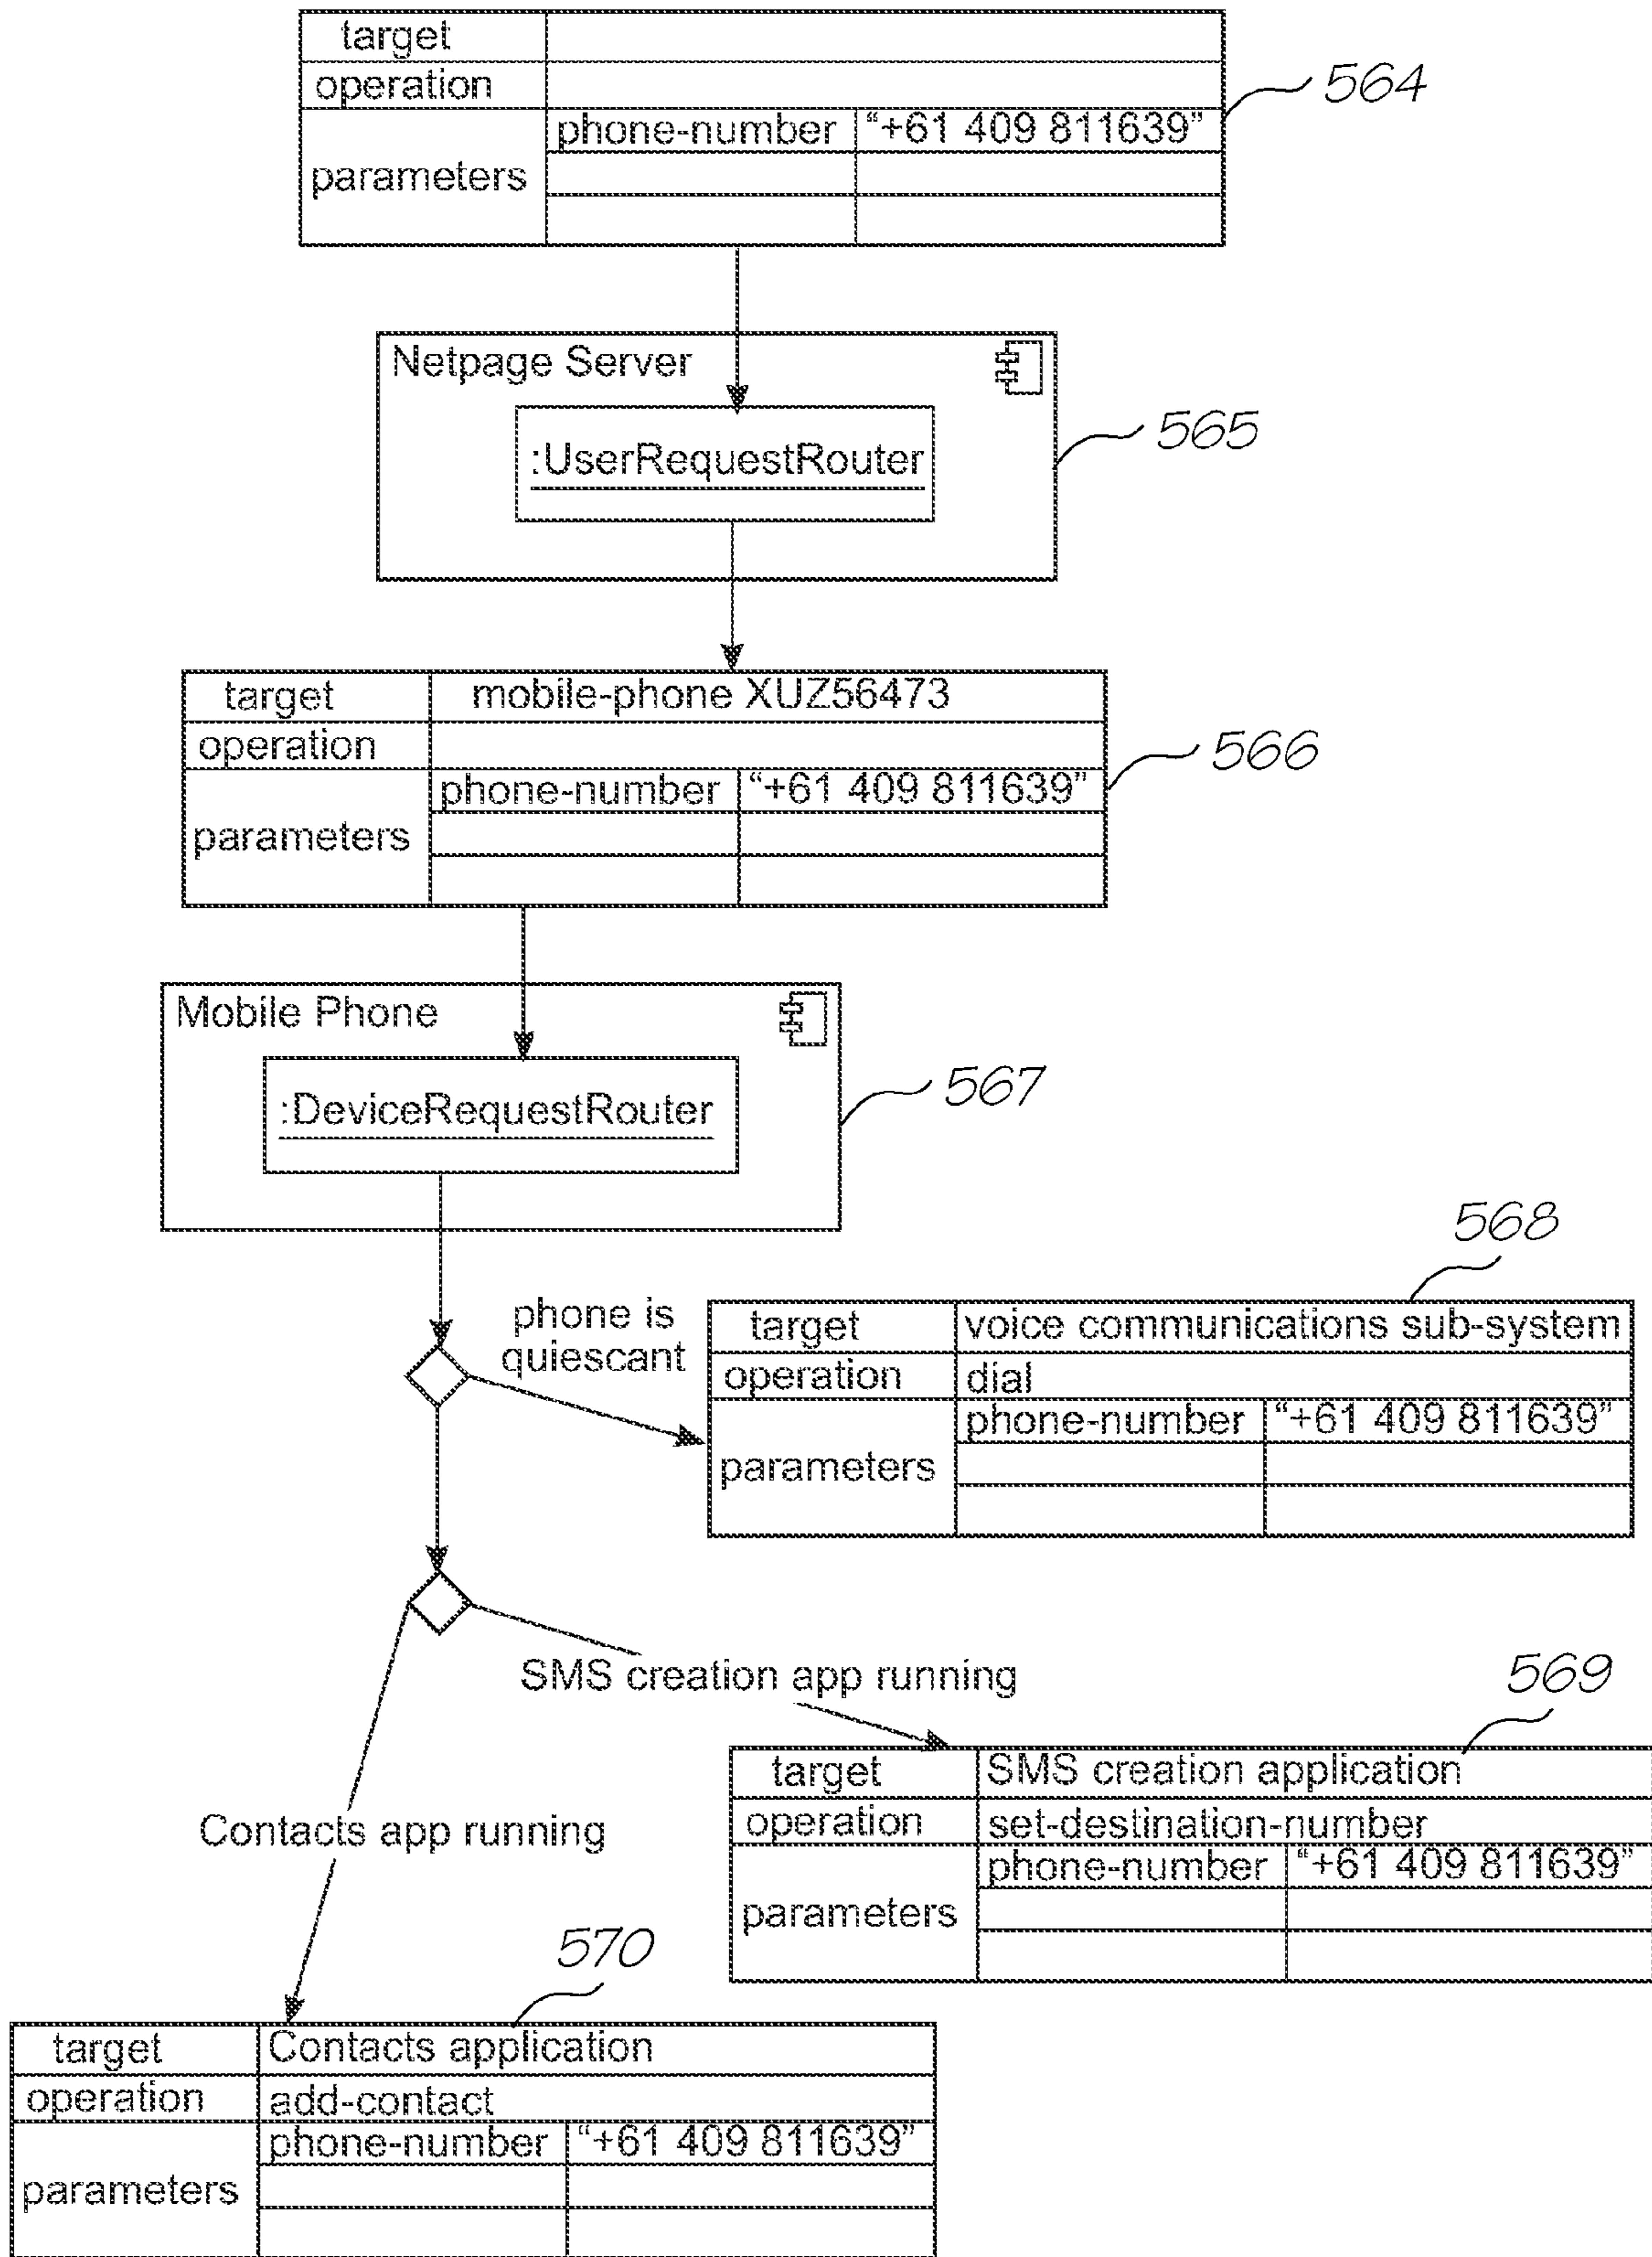 target
operation
parameters
phone-number "+61 409 811639"
564
Netpage Server
:UserRequestRouter
565
target mobile-phone XUZ56473
operation
parameters
phone-number "+61 409 811639"
566
Mobile Phone
:DeviceRequestRouter
567
phone is
quiescant
568
target voice communications sub-system
operation dial
parameters
phone-number "+61 409 811639"
SMS creation app running
569
target SMS creation application
operation set-destination-number
parameters
phone-number "+61 409 811639"
Contacts app running
570
target Contacts application
operation add-contact
parameters
phone-number "+61 409 811639"